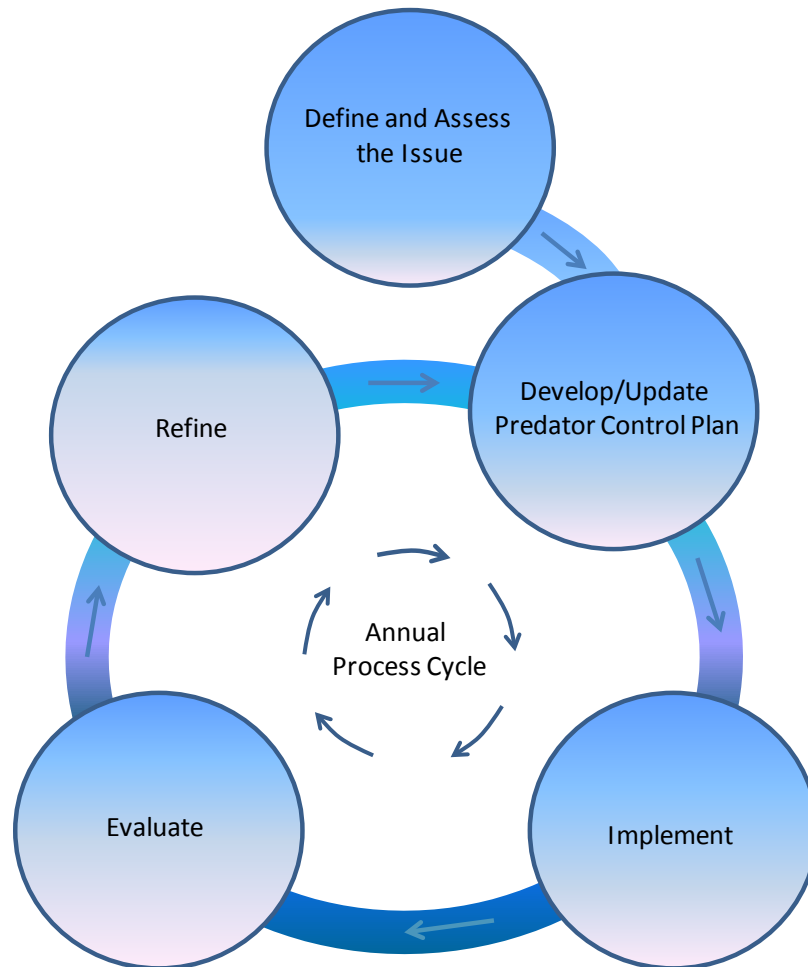 Define and Assess
the Issue
Develop/Update
Predator Control Plan
Refine
Annual
Process Cycle
Evaluate
Implement